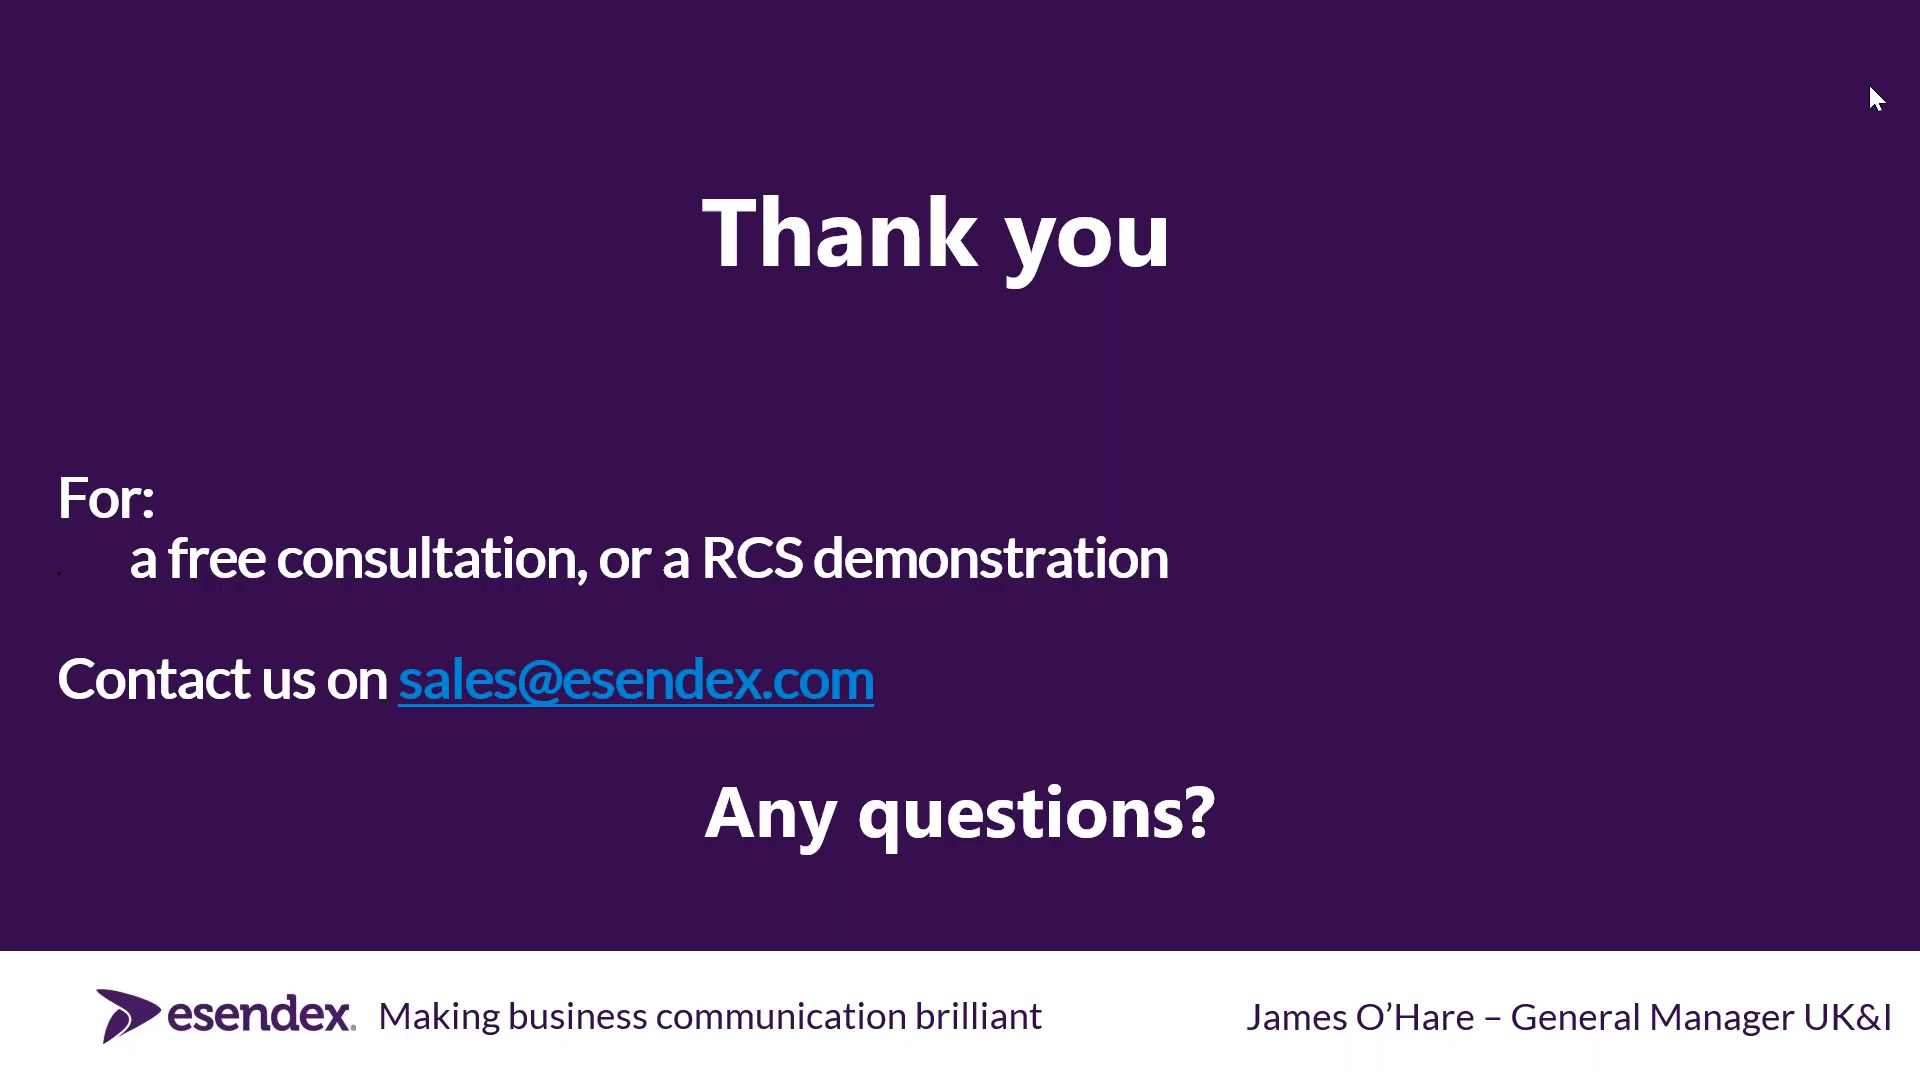 Thank you
For:
a free consultation, or a RCS demonstration
Contact us on sales@esendex.com
Any questions?
esendex® Making business communication brilliant
James O’Hare – General Manager UK&I